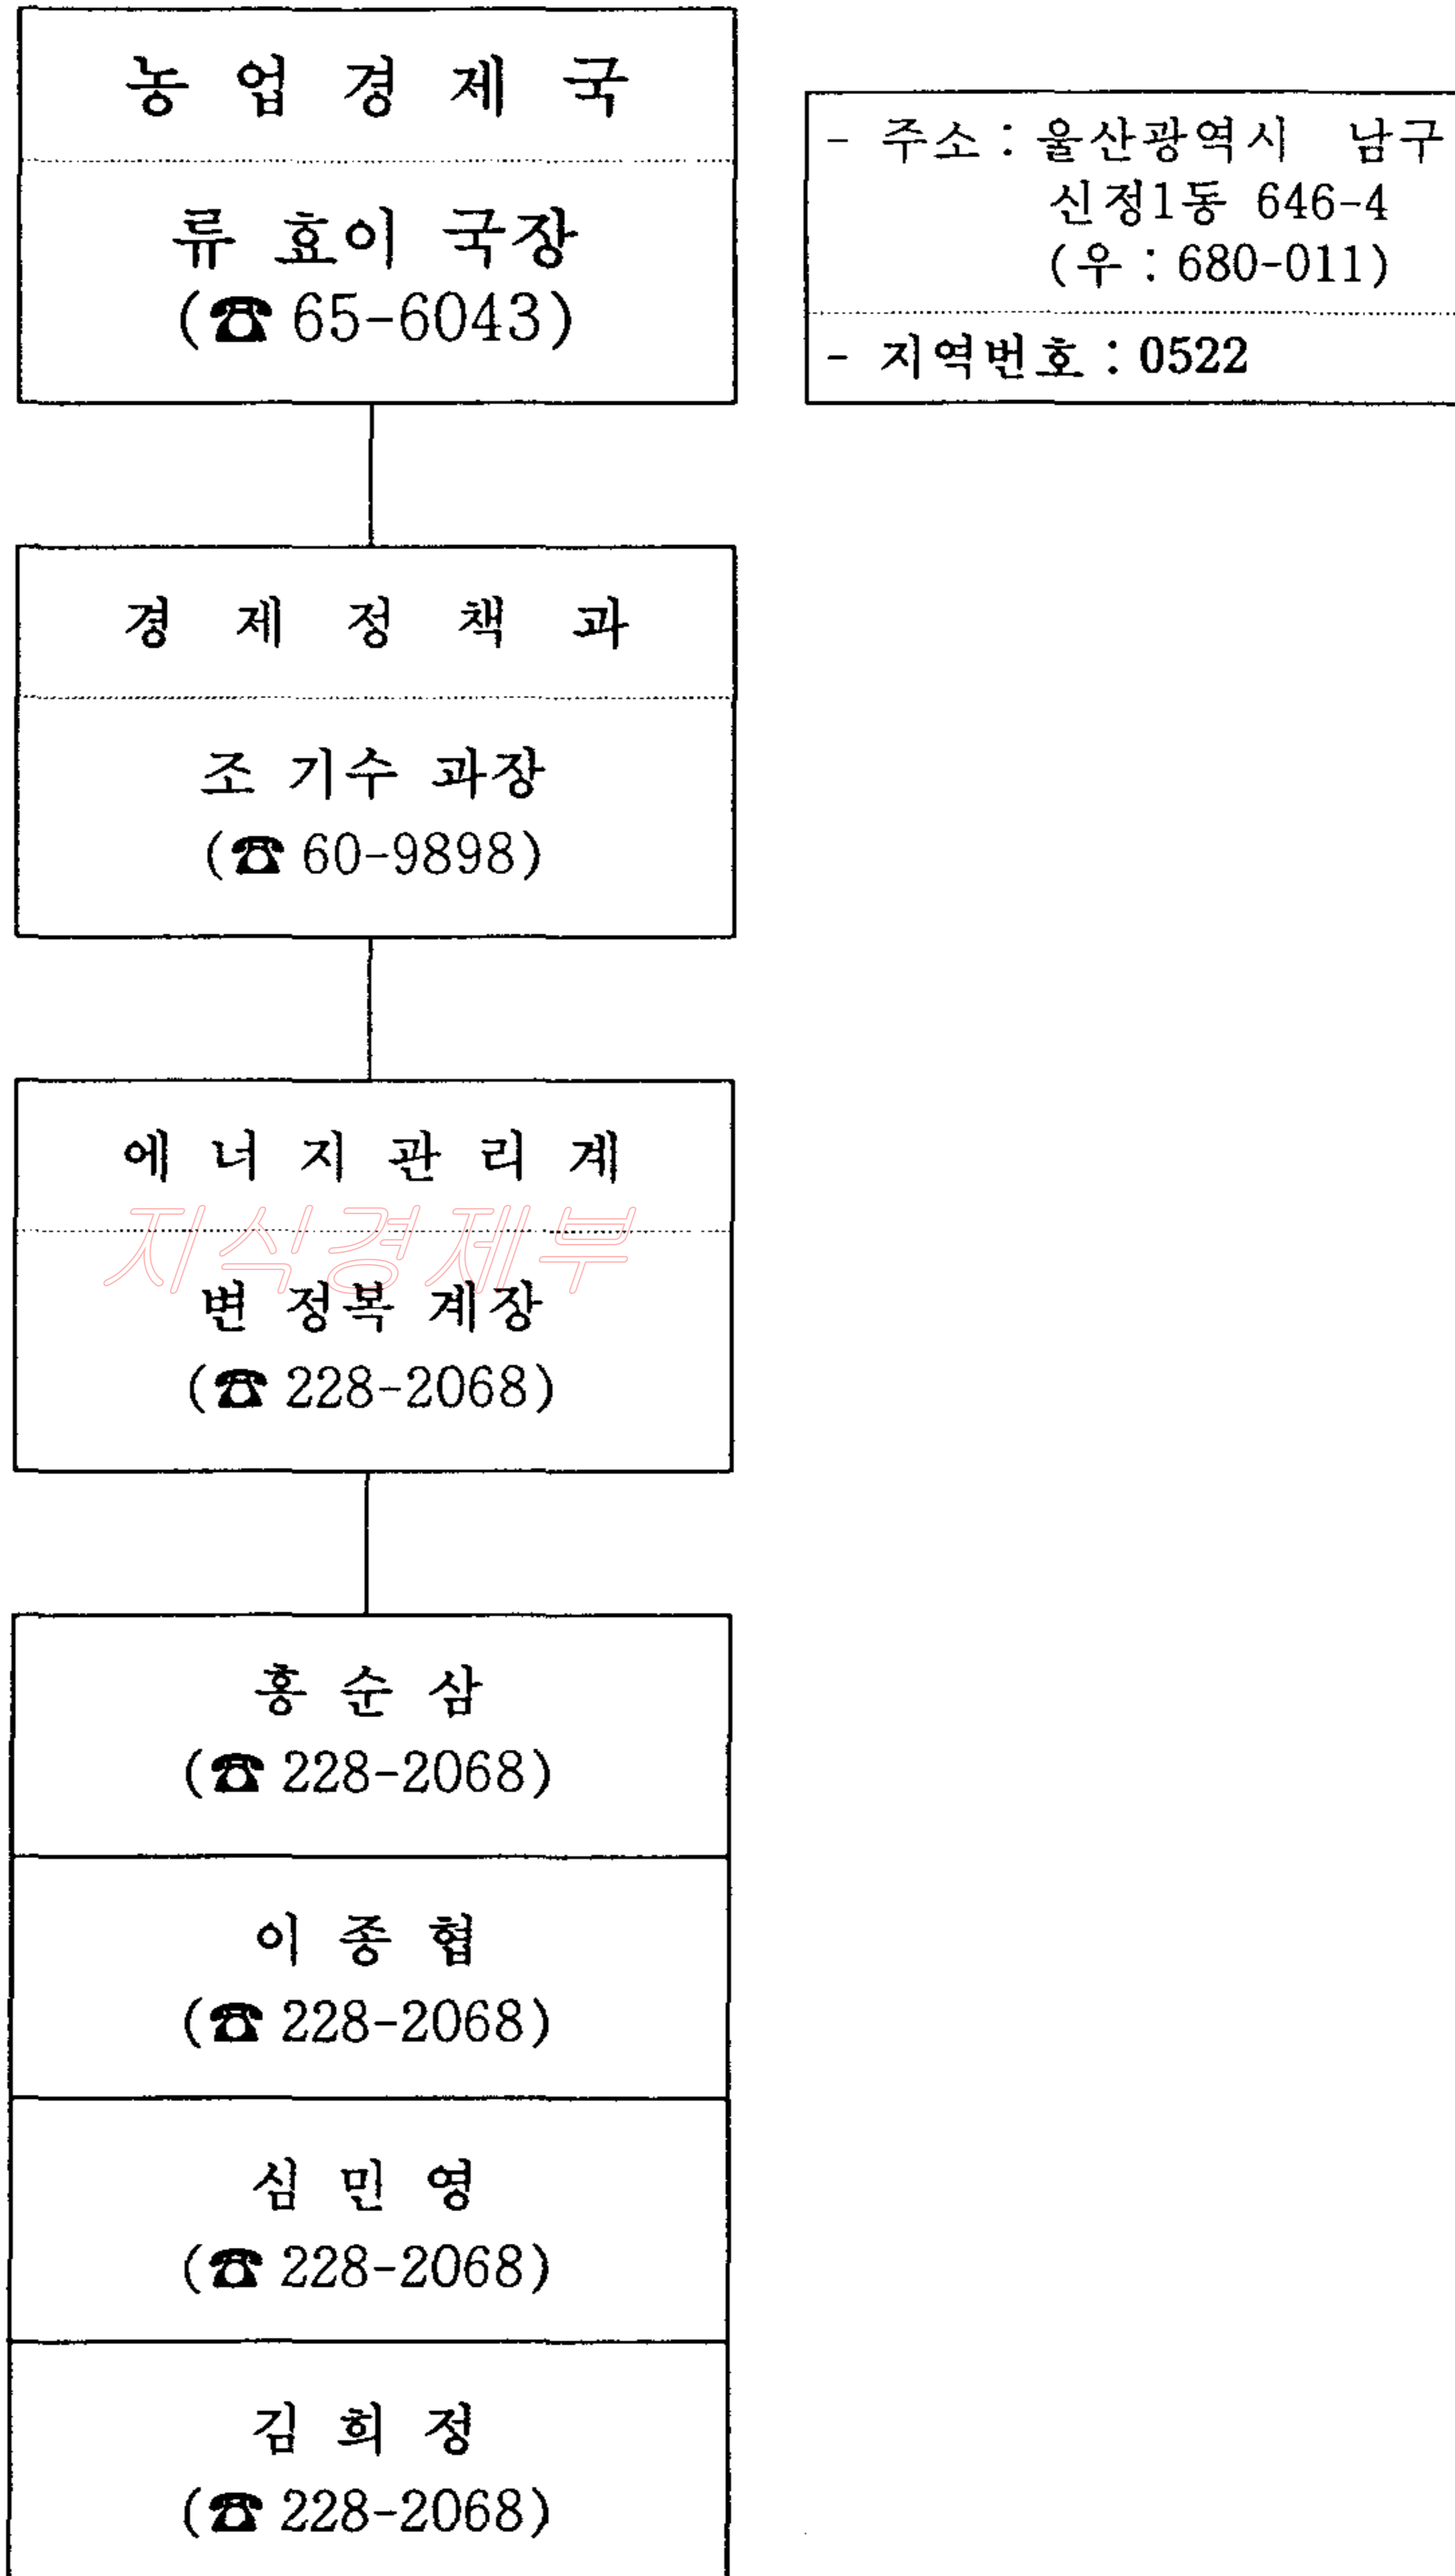 농 업 경 제 국
류 효이 국장
(☎ 65-6043)
- 주소 : 울산광역시 남구
신정1동 646-4
(우 : 680-011)
- 지역번호 : 0522
경 제 정 책 과
조 기수 과장
(☎ 60-9898)
에 너 지 관 리 계
지식경제부
변 정복 계장
(☎ 228-2068)
홍 순 삼
(☎ 228-2068)
이 종 협
(☎ 228-2068)
심 민 영
(☎ 228-2068)
김 희 정
(☎ 228-2068)